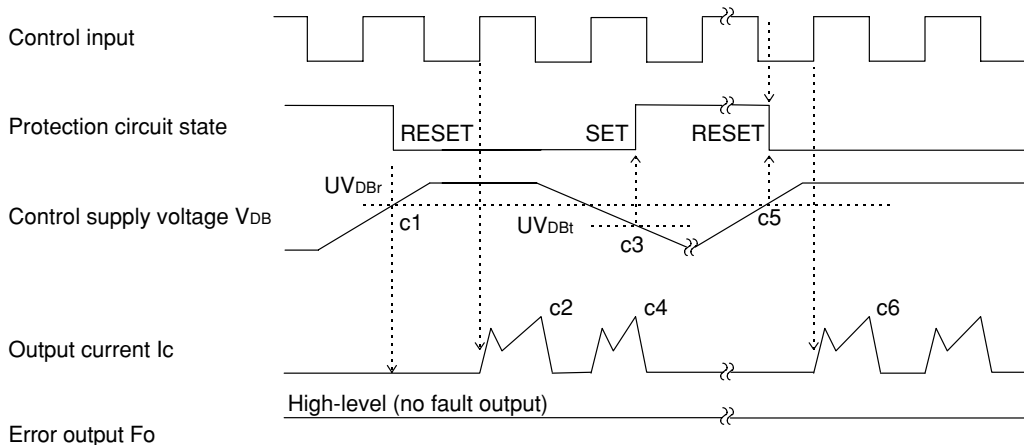 Control input
Protection circuit state
RESET
SET
RESET
UVDBr
Control supply voltage VDB
c1
UVDBt
c3
c5
c2
c4
c6
Output current Ic
High-level (no fault output)
Error output Fo